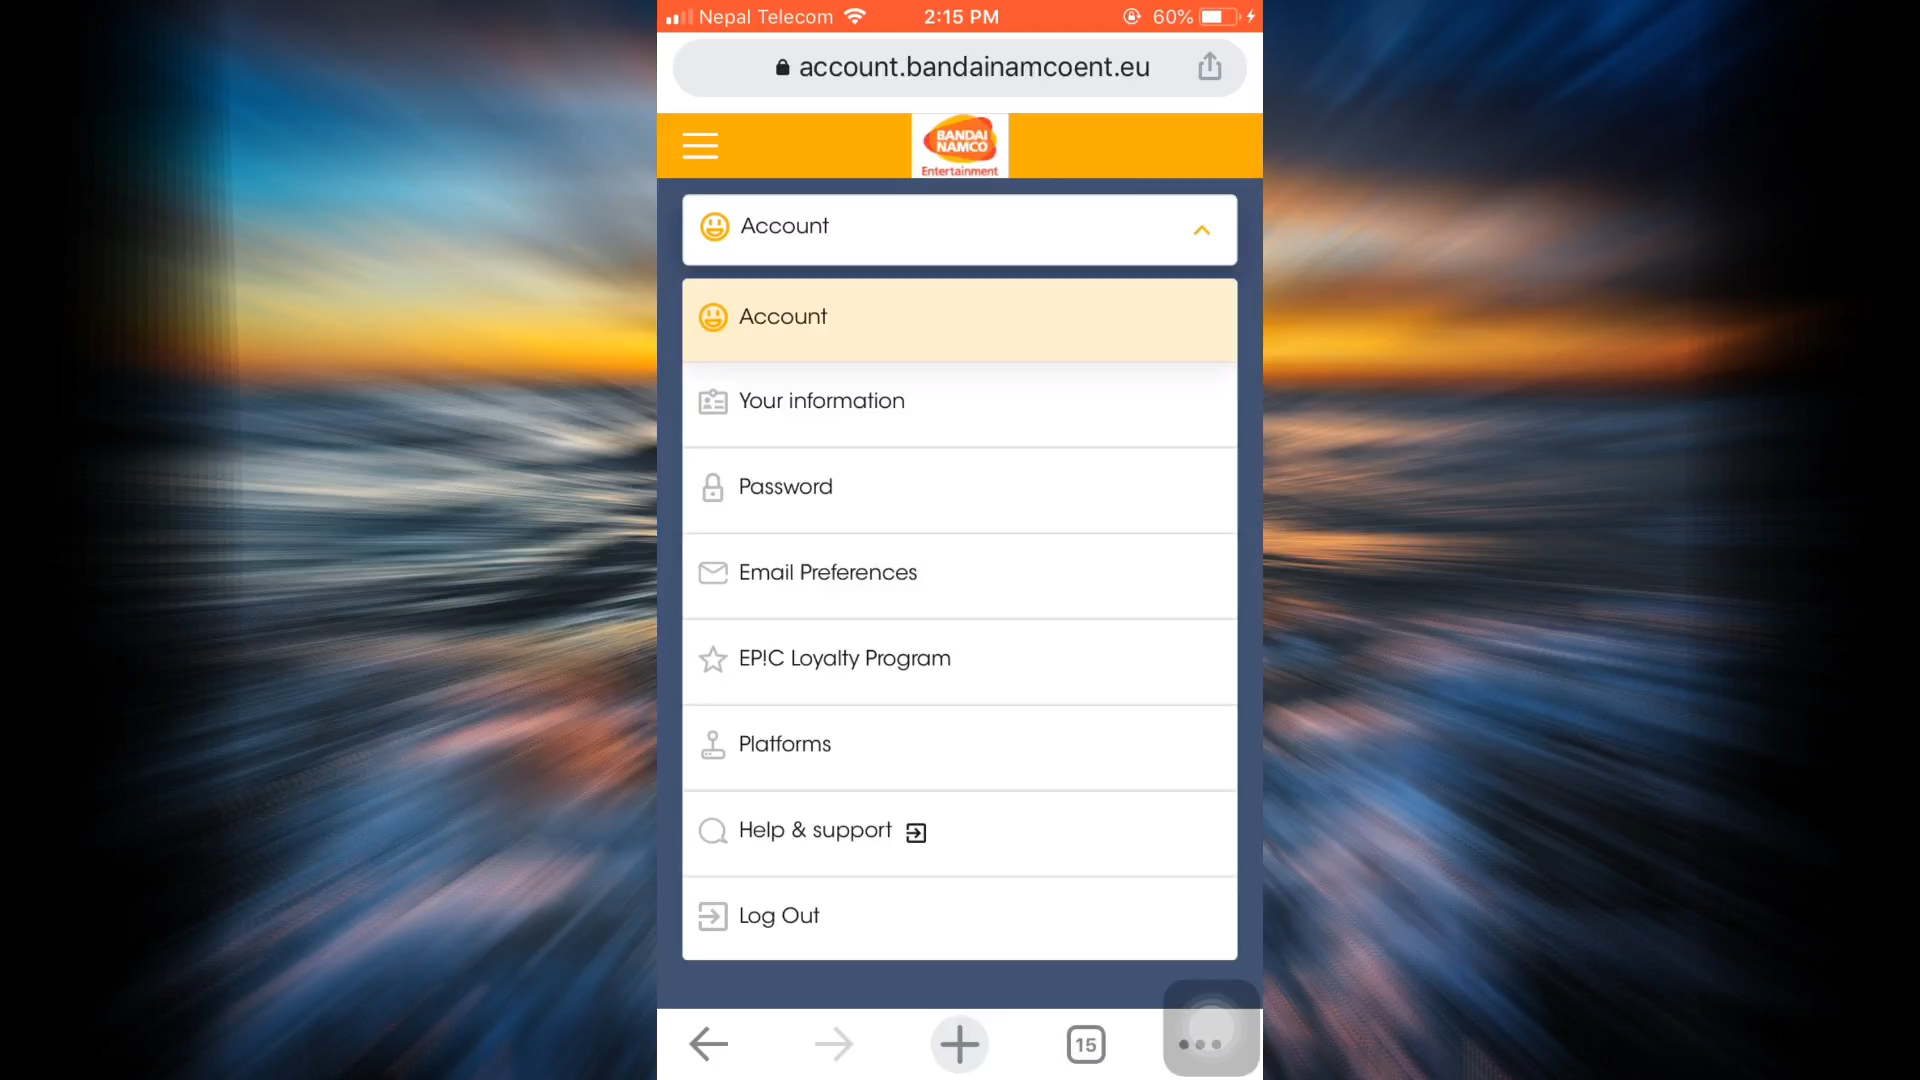 Nepal Telecom 2:15 PM 60%
account.bandainamcoent.eu
BANDAI
NAMCO
Entertainment
Account
Account
Your information
Password
Email Preferences
EP!C Loyalty Program
Platforms
Help & support
Log Out
15